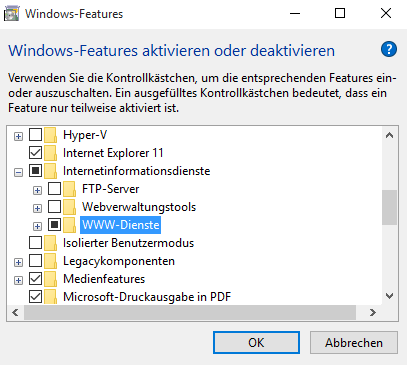 Windows-Features
Windows-Features aktivieren oder deaktivieren
Verwenden Sie die Kontrollkästchen, um die entsprechenden Features ein-
oder auszuschalten. Ein ausgefülltes Kontrollkästchen bedeutet, dass ein
Feature nur teilweise aktiviert ist.
Hyper-V
Internet Explorer 11
Internetinformationsdienste
FTP-Server
Webverwaltungstools
WWW-Dienste
Isolierter Benutzermodus
Legacykomponenten
Medienfeatures
Microsoft-Druckausgabe in PDF
OK
Abbrechen